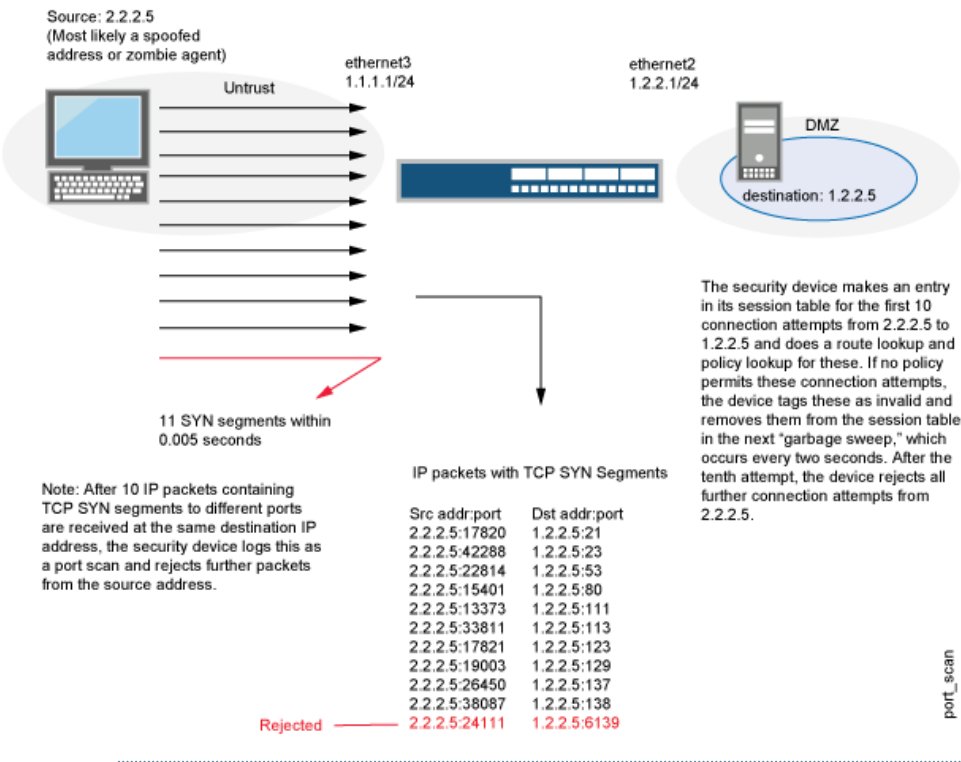 Source: 2.2.2.5
(Most likely a spoofed
address or zombie agent)
Untrust
ethernet3
1.1.1.1/24
ethernet2
1.2.2.1/24
DMZ
destination: 1.2.2.5
The security device makes an entry
in its session table for the first 10
connection attempts from 2.2.2.5 to
1.2.2.5 and does a route lookup and
policy lookup for these. If no policy
permits these connection attempts,
the device tags these as invalid and
removes them from the session table
in the next “garbage sweep,” which
occurs every two seconds. After the
tenth attempt, the device rejects all
further connection attempts from
2.2.2.5.
11 SYN segments within
0.005 seconds
Note: After 10 IP packets containing
TCP SYN segments to different ports
are received at the same destination IP
address, the security device logs this as
a port scan and rejects further packets
from the source address.
IP packets with TCP SYN Segments
Src addr:port Dst addr:port
2.2.2.5:17820 1.2.2.5:21
2.2.2.5:42288 1.2.2.5:23
2.2.2.5:22814 1.2.2.5:53
2.2.2.5:15401 1.2.2.5:80
2.2.2.5:13373 1.2.2.5:111
2.2.2.5:33811 1.2.2.5:113
2.2.2.5:17821 1.2.2.5:123
2.2.2.5:19003 1.2.2.5:129
2.2.2.5:26450 1.2.2.5:137
2.2.2.5:38087 1.2.2.5:138
Rejected 2.2.2.5:24111 1.2.2.5:6139
port_scan